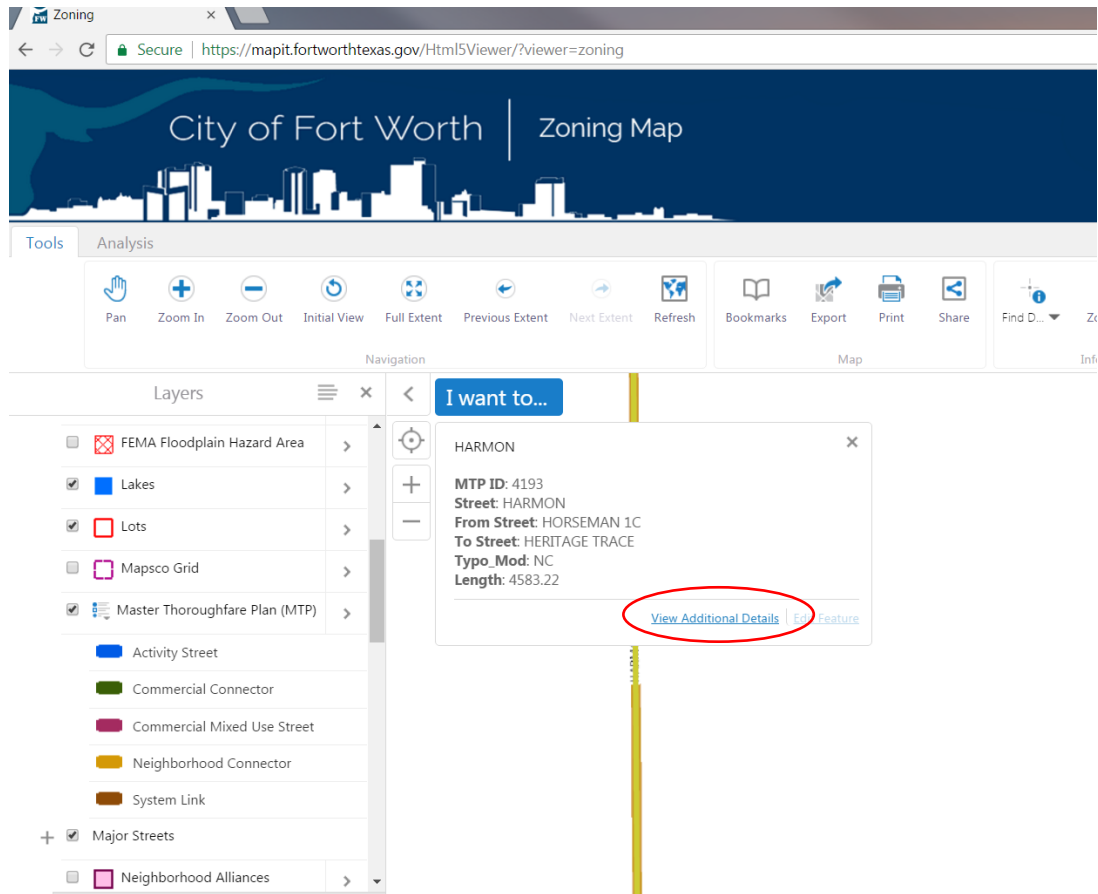 FW
Zoning
Secure | https://mapit.fortworthtexas.gov/Html5Viewer/?viewer=zoning
City of Fort Worth | Zoning Map
Tools Analysis
Pan Zoom In Zoom Out Initial View Full Extent Previous Extent Next Extent Refresh Bookmarks Export Print Share Find D...
Navigation Map
Layers
I want to...
FEMA Floodplain Hazard Area
Lakes
Lots
Mapsco Grid
Master Thoroughfare Plan (MTP)
Activity Street
Commercial Connector
Commercial Mixed Use Street
Neighborhood Connector
System Link
Major Streets
Neighborhood Alliances
HARMON
MTP ID: 4193
Street: HARMON
From Street: HORSEMAN 1C
To Street: HERITAGE TRACE
Typo_Mod: NC
Length: 4583.22
View Additional Details | Edit Feature